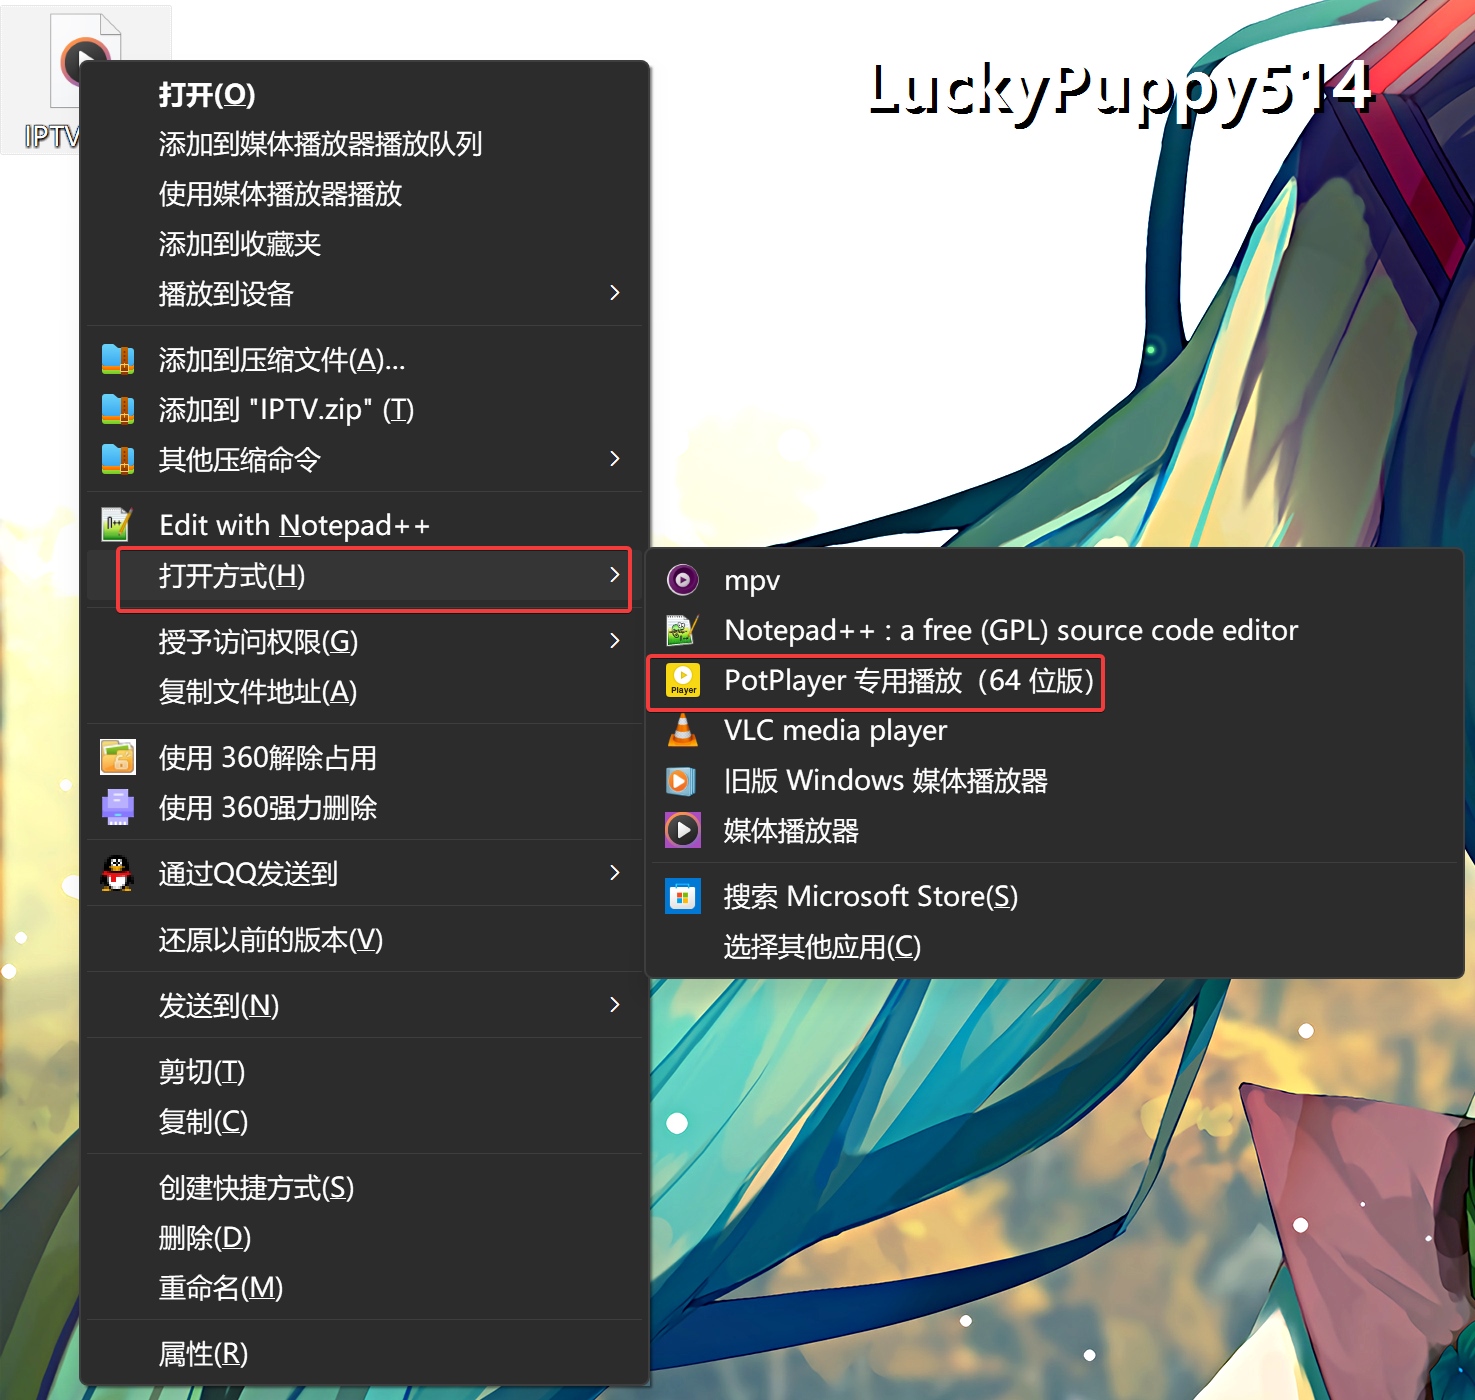 LuckyPuppy514
IPTV
打开(O)
添加到媒体播放器播放队列
使用媒体播放器播放
添加到收藏夹
播放到设备
添加到压缩文件(A)...
添加到 "IPTV.zip" (T)
其他压缩命令
Edit with Notepad++
打开方式(H)
授予访问权限(G)
复制文件地址(A)
使用 360解除占用
使用 360强力删除
通过QQ发送到
还原以前的版本(V)
发送到(N)
剪切(T)
复制(C)
创建快捷方式(S)
删除(D)
重命名(M)
属性(R)
mpv
Notepad++ : a free (GPL) source code editor
Player
PotPlayer 专用播放（64 位版）
VLC media player
旧版 Windows 媒体播放器
媒体播放器
搜索 Microsoft Store(S)
选择其他应用(C)